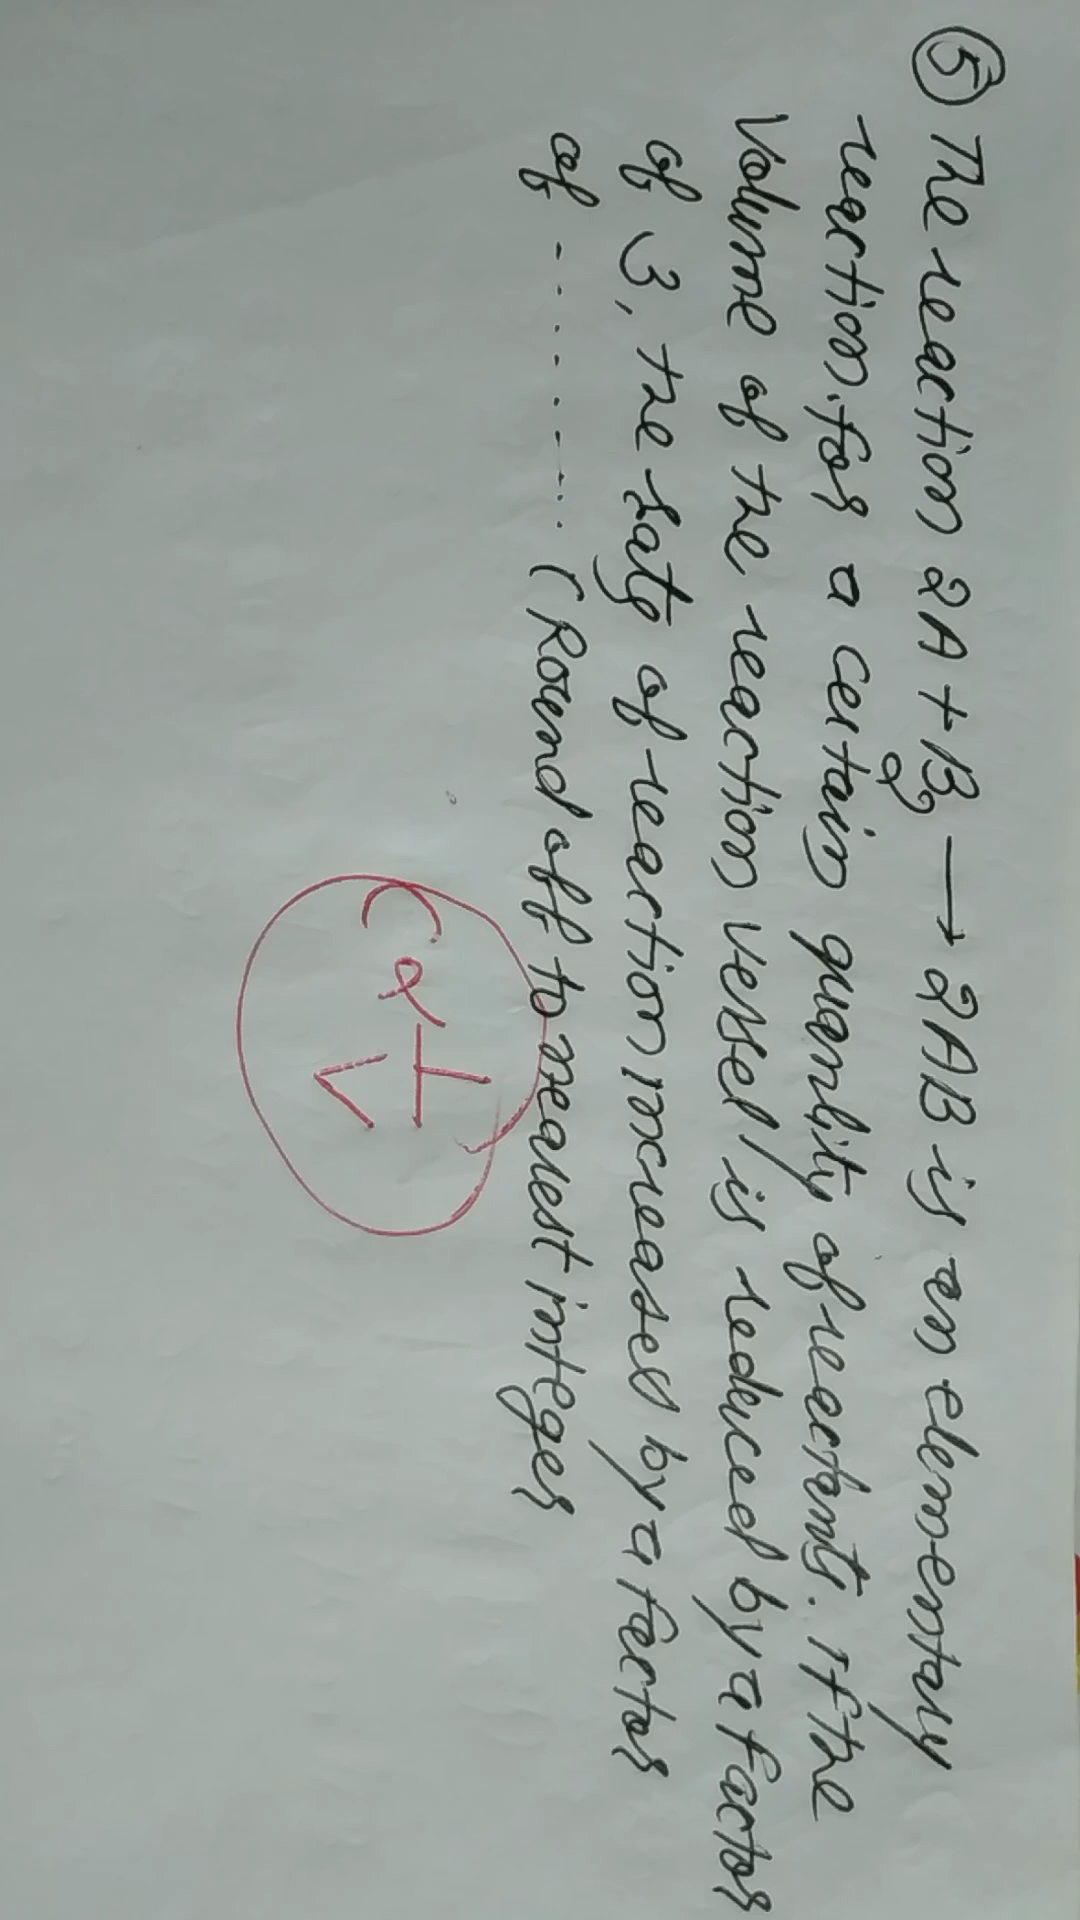 ⑤ The reaction 2A + B₂ → 2AB is an elementary
reaction. for a certain quantity of reactants. If the
Volume of the reaction vessel is reduced by a factor
of 3, the rate of reaction increases by a factor
of ........ (Round off to nearest integer